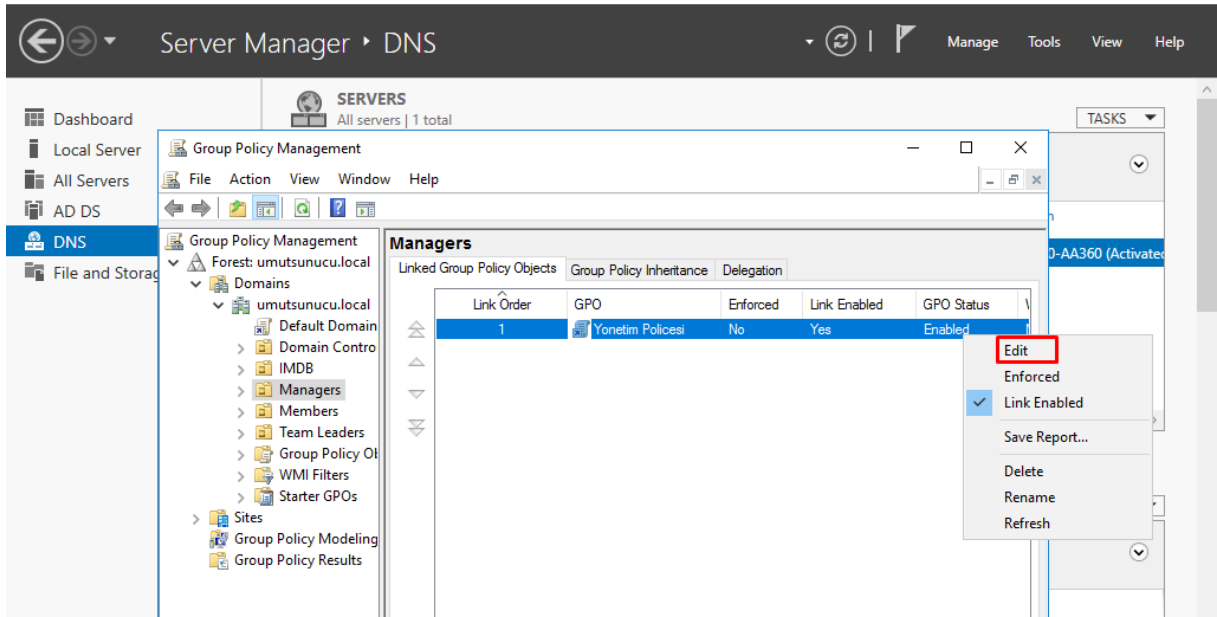 Server Manager ‣ DNS
Manage Tools View Help
Dashboard
Local Server
All Servers
AD DS
DNS
File and Storag
SERVERS
All servers | 1 total
TASKS
Group Policy Management
File Action View Window Help
Group Policy Management
Forest: umutsunucu.local
Domains
umutsunucu.local
Default Domain
Domain Contro
IMDB
Managers
Members
Team Leaders
Group Policy Ob
WMI Filters
Starter GPOs
Sites
Group Policy Modeling
Group Policy Results
Managers
Linked Group Policy Objects Group Policy Inheritance Delegation
Link Order GPO Enforced Link Enabled GPO Status
1 Yonetim Policesi No Yes Enabled
Edit
Enforced
Link Enabled
Save Report...
Delete
Rename
Refresh
0-AA360 (Activated